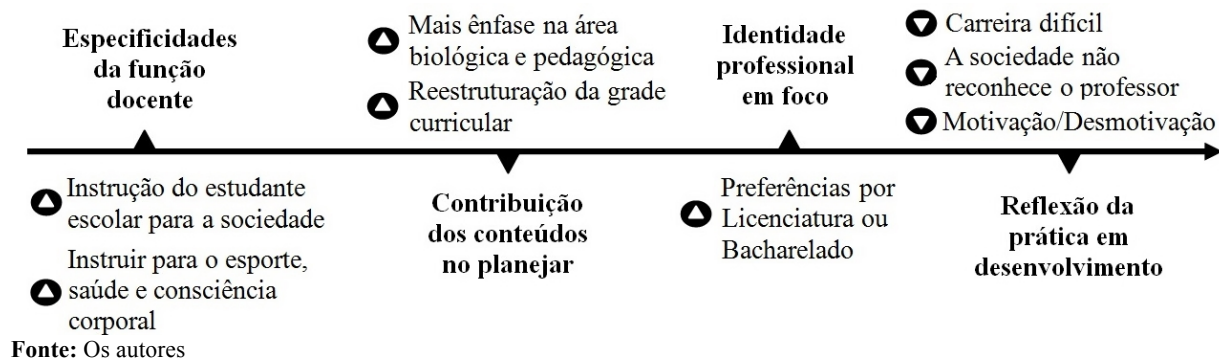 Especificidades
da função
docente
Mais ênfase na área
biológica e pedagógica
Reestruturação da grade
curricular
Identidade
professional
em foco
Carreira difícil
A sociedade não
reconhece o professor
Motivação/Desmotivação
Instrução do estudante
escolar para a sociedade
Instruir para o esporte,
saúde e consciência
corporal
Contribuição
dos conteúdos
no planejar
Preferências por
Licenciatura ou
Bacharelado
Reflexão da
prática em
desenvolvimento
Fonte: Os autores